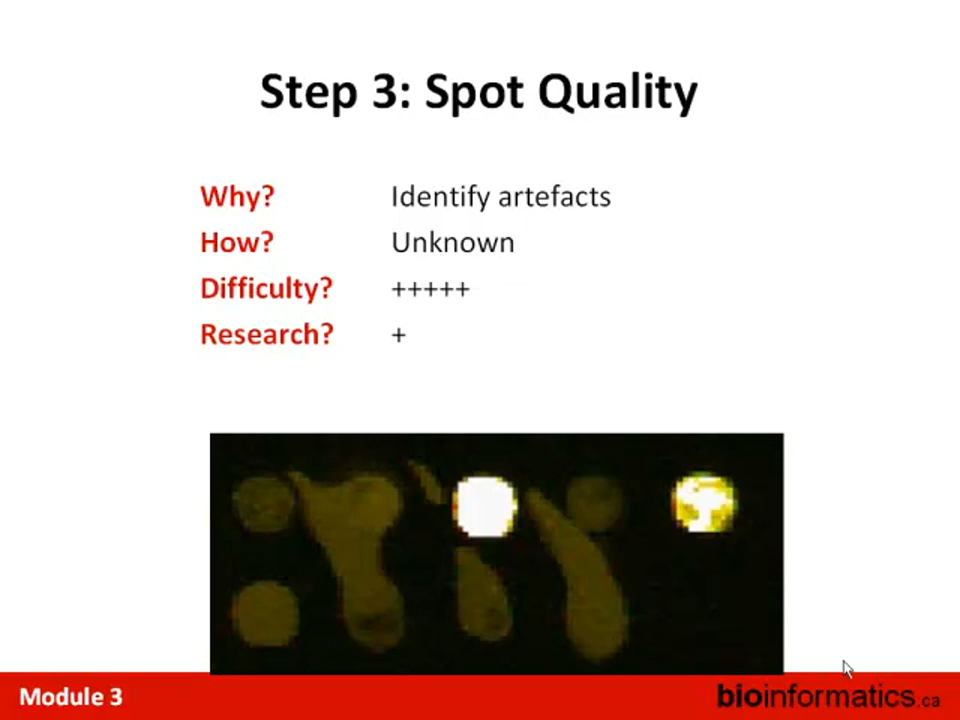 Step 3: Spot Quality
Why? Identify artefacts
How? Unknown
Difficulty? +++++
Research? +
Module 3
bioinformatics.ca